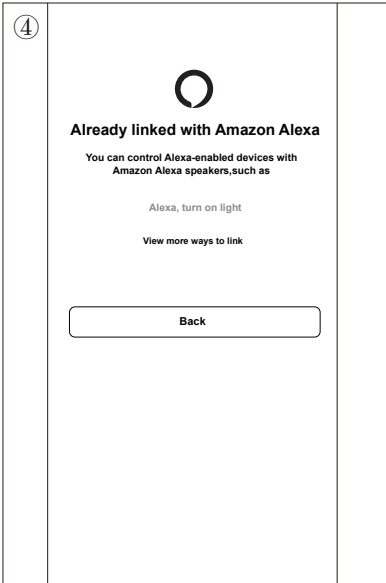 ④
Already linked with Amazon Alexa
You can control Alexa-enabled devices with
Amazon Alexa speakers,such as
Alexa, turn on light
View more ways to link
Back